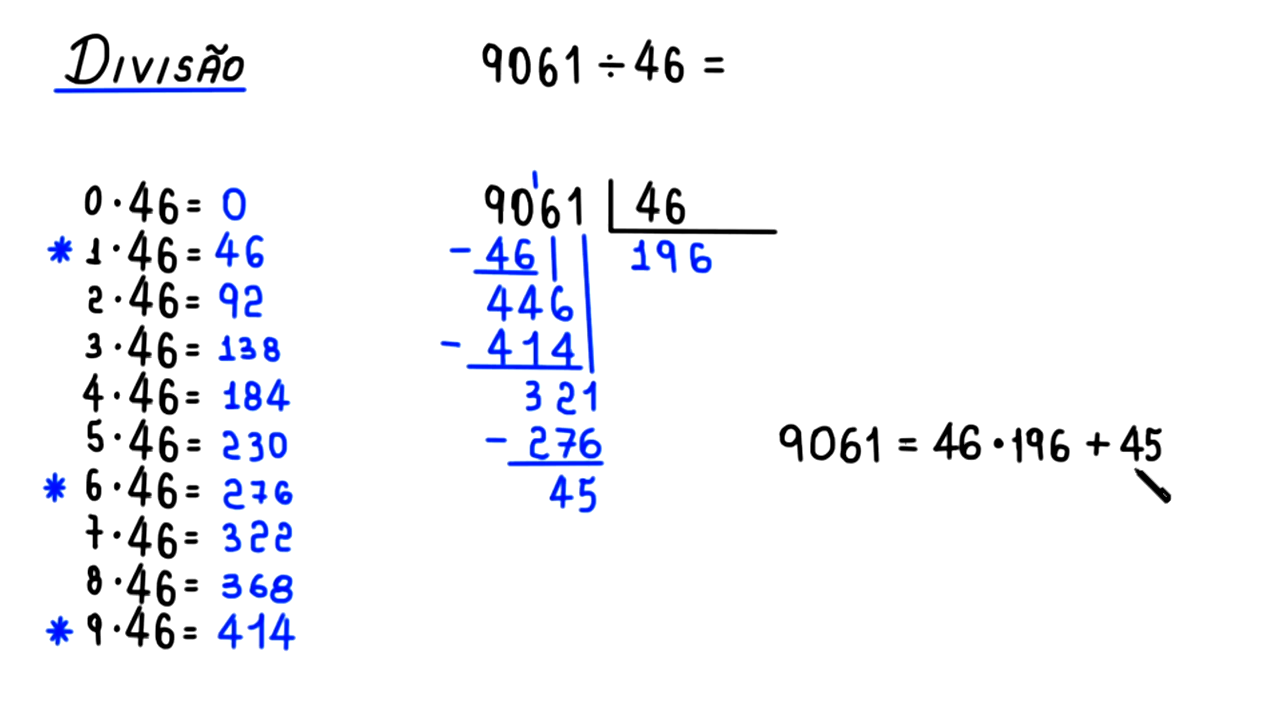 DIVISÃO
9061 ÷ 46 =
0 · 46 = 0
* 1 · 46 = 46
2 · 46 = 92
3 · 46 = 138
4 · 46 = 184
5 · 46 = 230
* 6 · 46 = 276
7 · 46 = 322
8 · 46 = 368
* 9 · 46 = 414
90'61 | 46
- 46 196
446
- 414
321
- 276
45
9061 = 46 · 196 + 45